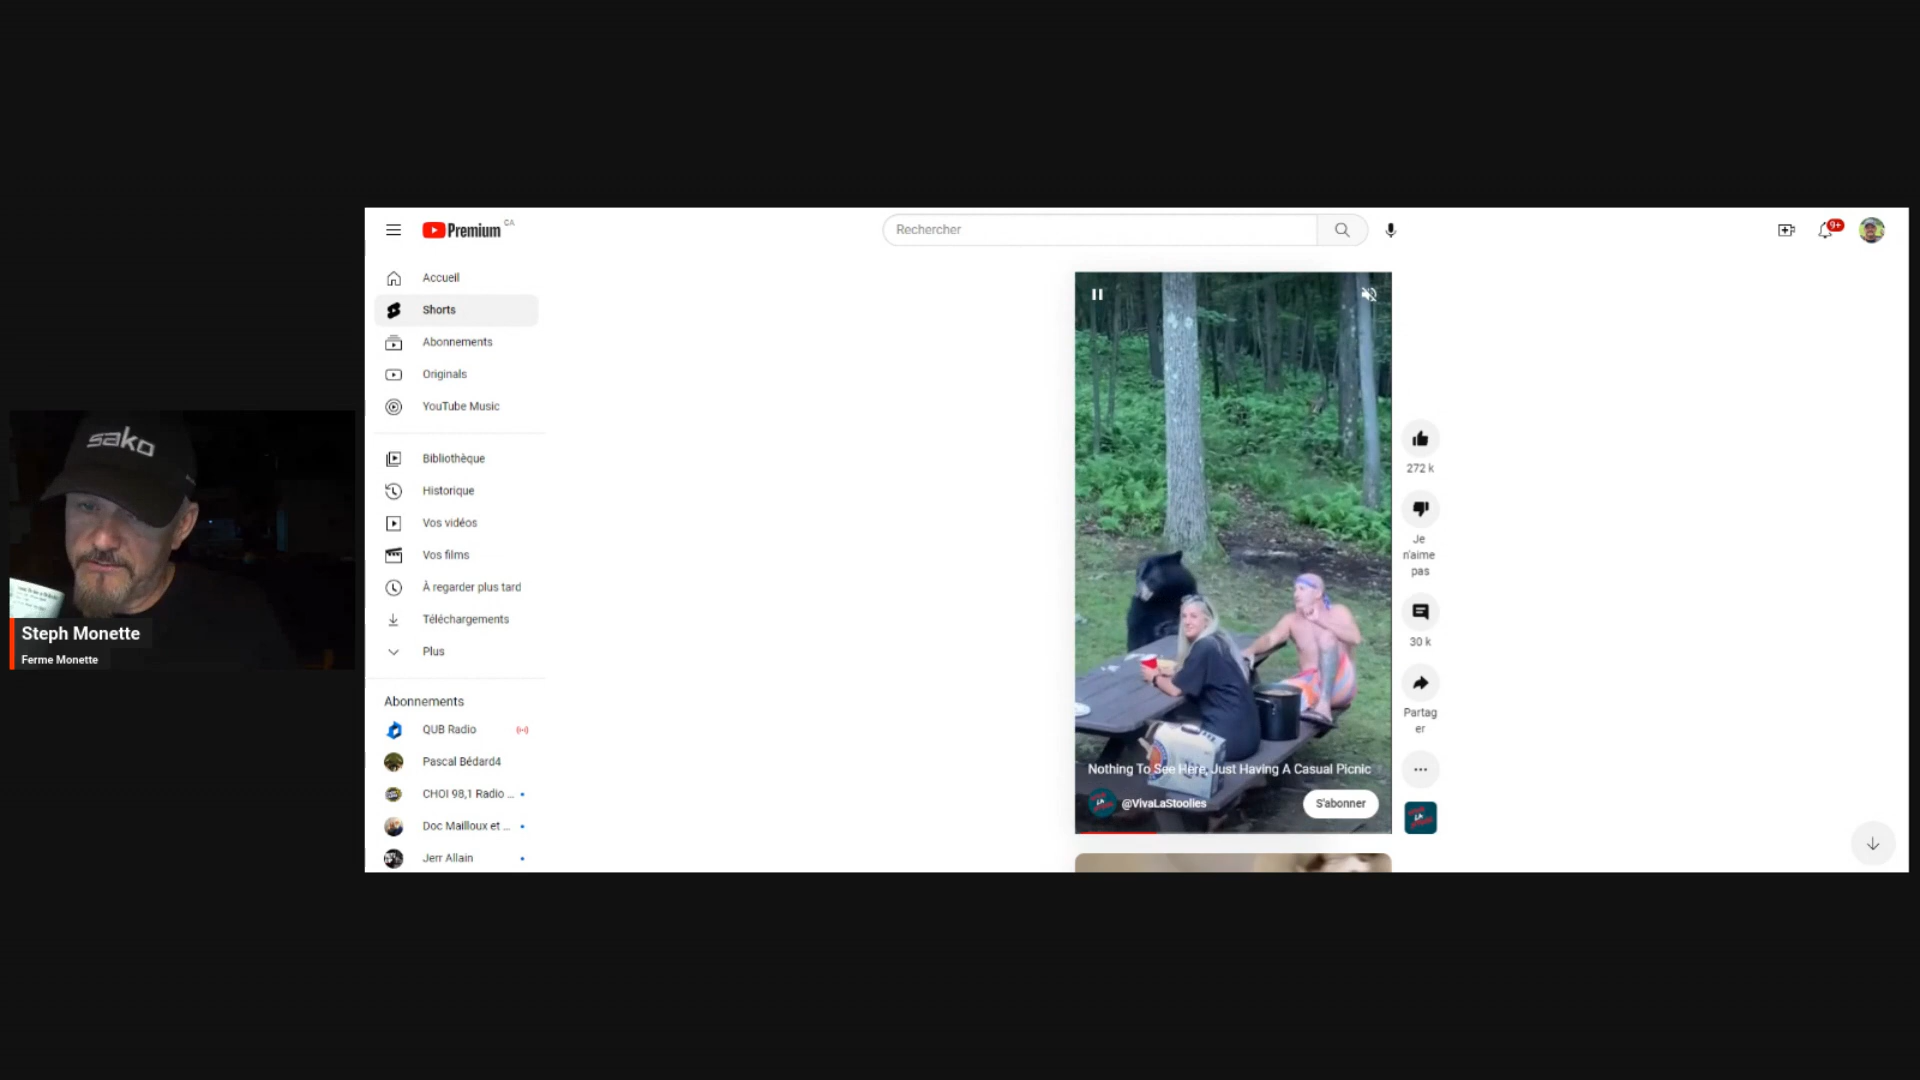 sako
Steph Monette
Ferme Monette
Premium CA
Rechercher
9+
Accueil
Shorts
Abonnements
Originals
YouTube Music
Bibliothèque
Historique
Vos vidéos
Vos films
À regarder plus tard
Téléchargements
Plus
Abonnements
QUB Radio
Pascal Bédard4
CHOI 98,1 Radio ...
Doc Mailloux et ...
Jerr Allain
Nothing To See Here, Just Having A Casual Picnic
@VivaLaStoolies
S'abonner
272 k
Je
n'aime
pas
30 k
Partag
er